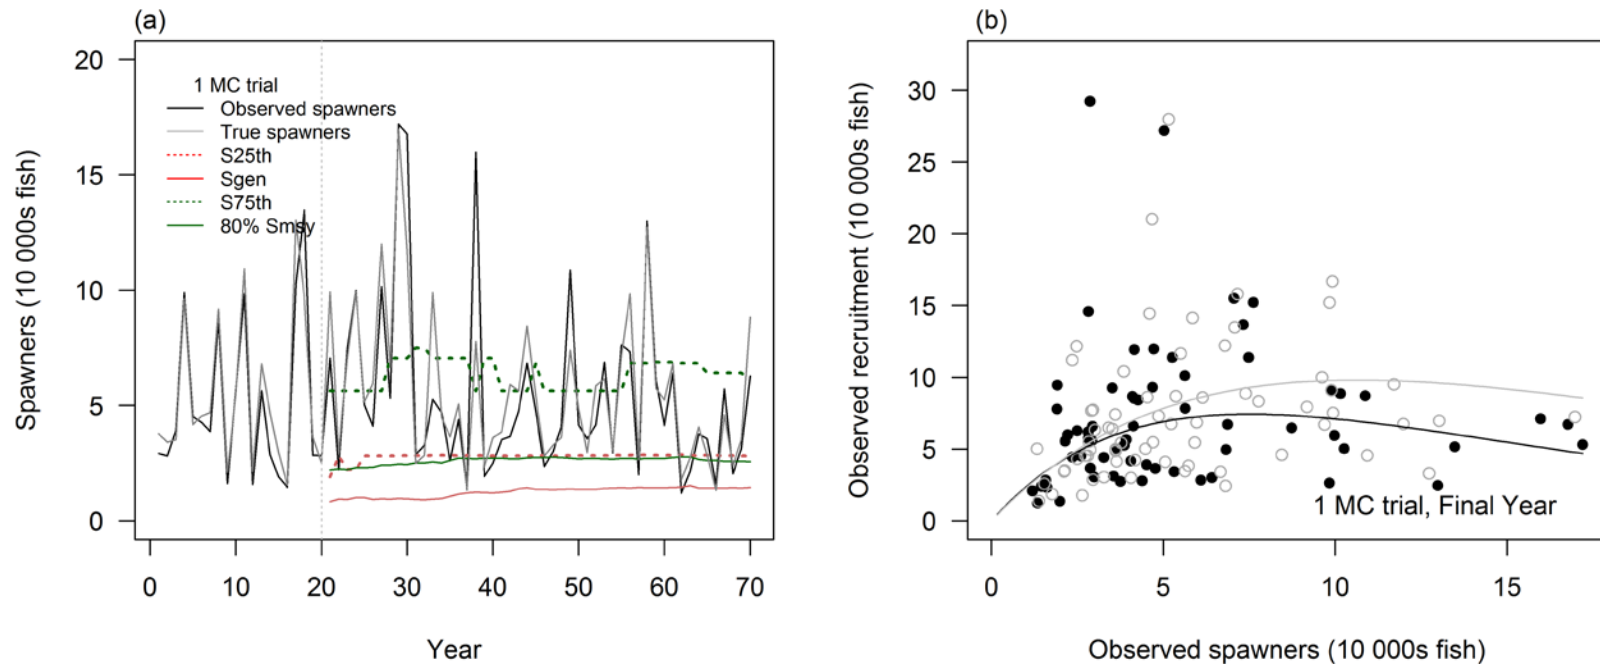 (a)
Spawners (10 000s fish)
20
15
10
5
0
1 MC trial
Observed spawners
True spawners
S25th
Sgen
S75th
80% Smsy
0 10 20 30 40 50 60 70
Year
(b)
Observed recruitment (10 000s fish)
30
25
20
15
10
5
0
1 MC trial, Final Year
0 5 10 15
Observed spawners (10 000s fish)